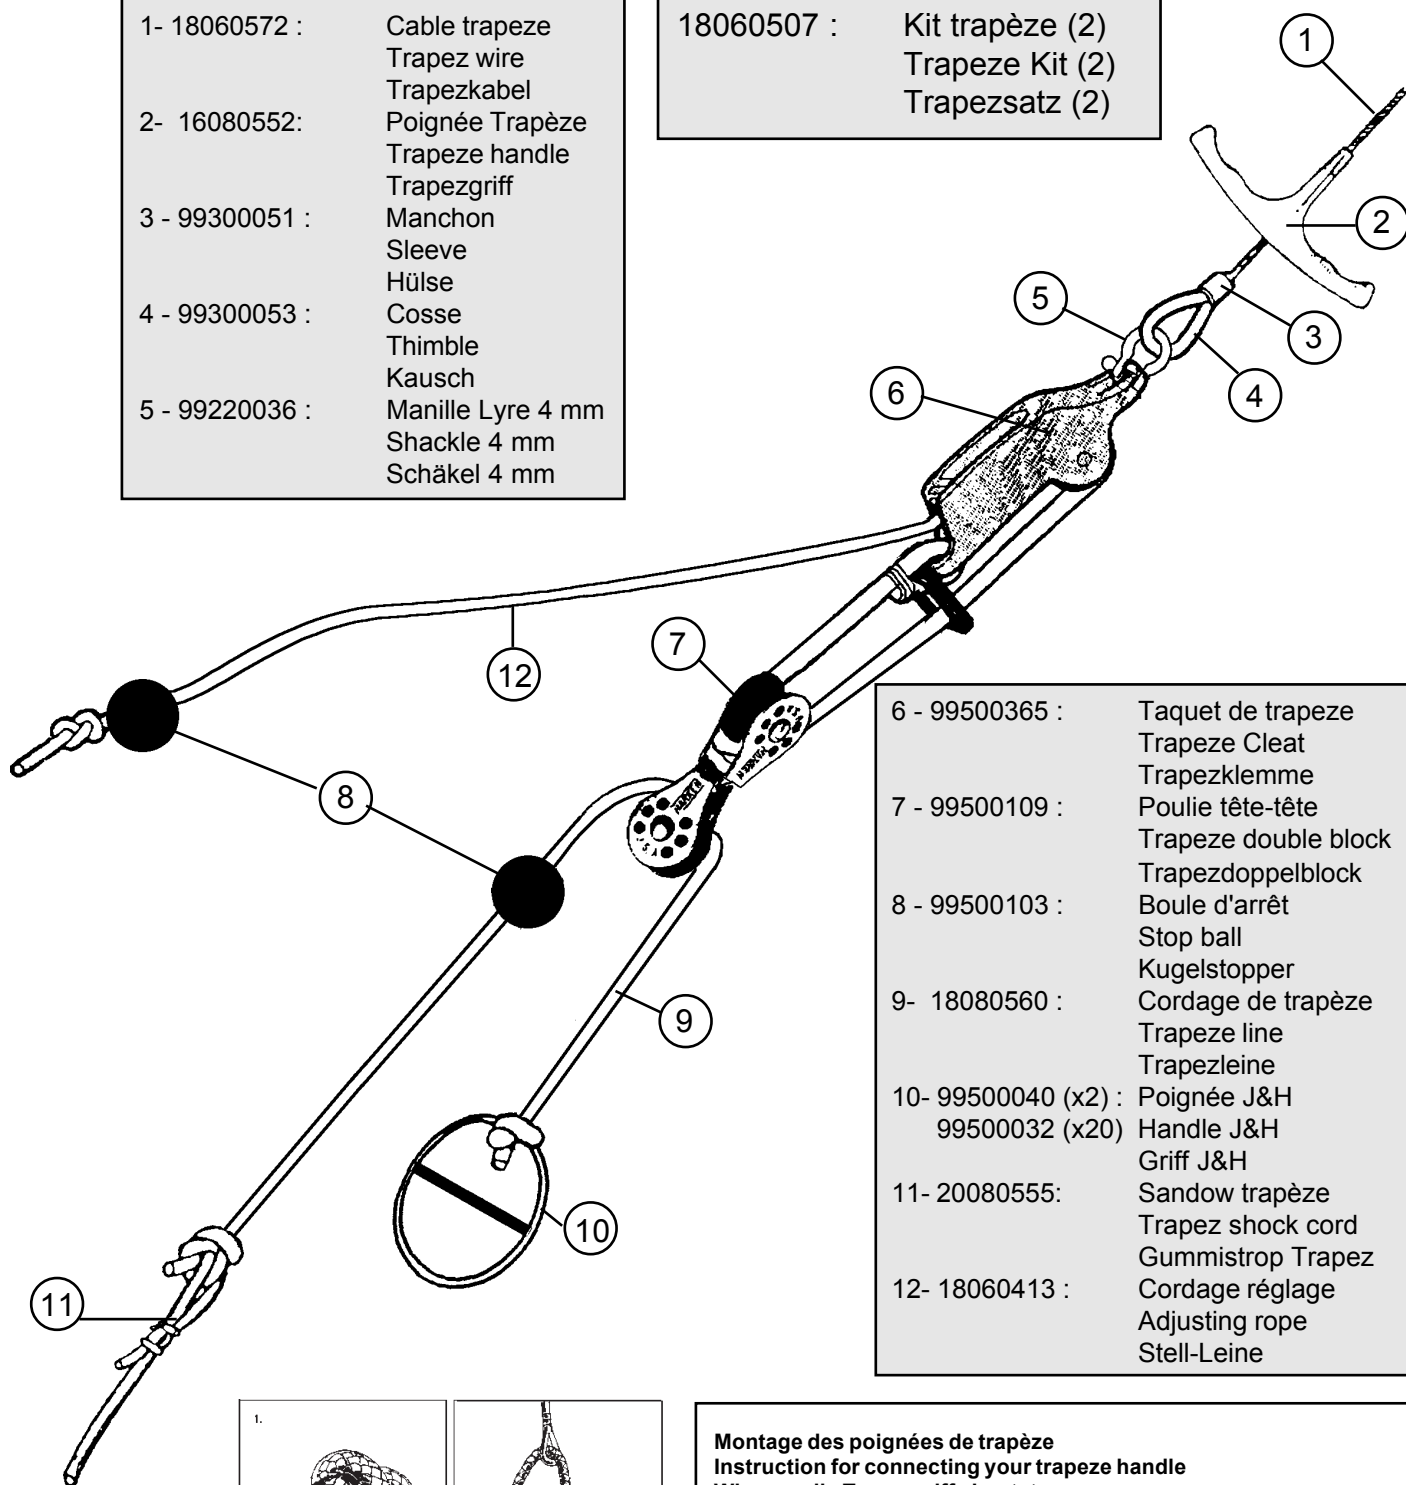 1- 18060572 : Cable trapeze
Trapez wire
Trapezkabel
2- 16080552: Poignée Trapèze
Trapeze handle
Trapezgriff
3 - 99300051 : Manchon
Sleeve
Hülse
4 - 99300053 : Cosse
Thimble
Kausch
5 - 99220036 : Manille Lyre 4 mm
Shackle 4 mm
Schäkel 4 mm
18060507 : Kit trapèze (2)
Trapeze Kit (2)
Trapezsatz (2)
1
2
3
4
5
6
7
8
9
10
11
12
HARKEN
HARKEN
6 - 99500365 : Taquet de trapeze
Trapeze Cleat
Trapezklemme
7 - 99500109 : Poulie tête-tête
Trapeze double block
Trapezdoppelblock
8 - 99500103 : Boule d'arrêt
Stop ball
Kugelstopper
9- 18080560 : Cordage de trapèze
Trapeze line
Trapezleine
10- 99500040 (x2) : Poignée J&H
99500032 (x20) Handle J&H
Griff J&H
11- 20080555: Sandow trapèze
Trapez shock cord
Gummistrop Trapez
12- 18060413 : Cordage réglage
Adjusting rope
Stell-Leine
1.
Montage des poignées de trapèze
Instruction for connecting your trapeze handle